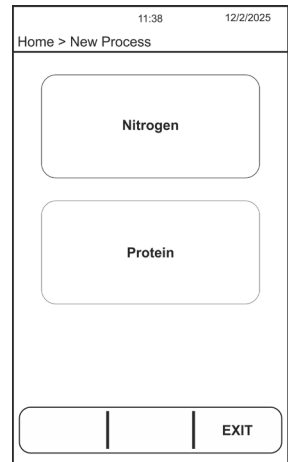 11:38 12/2/2025
Home > New Process
Nitrogen
Protein
EXIT